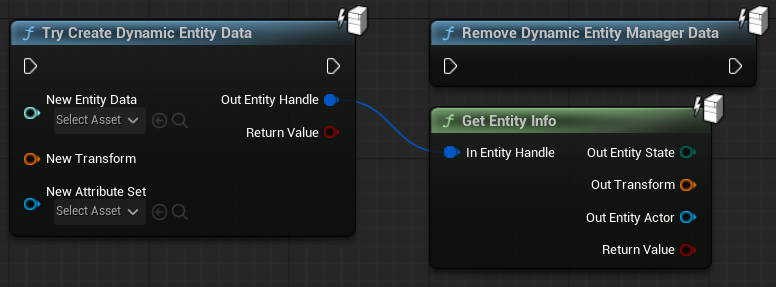 f Try Create Dynamic Entity Data
New Entity Data
Select Asset
New Transform
New Attribute Set
Select Asset
Out Entity Handle
Return Value
f Remove Dynamic Entity Manager Data
f Get Entity Info
In Entity Handle
Out Entity State
Out Transform
Out Entity Actor
Return Value